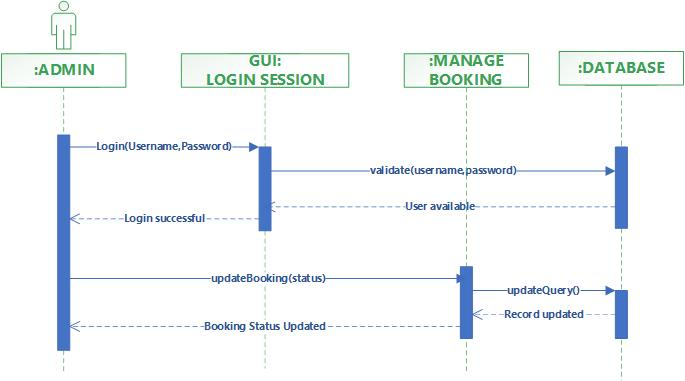 :ADMIN
GUI:
LOGIN SESSION
:MANAGE
BOOKING
:DATABASE
Login(Username,Password)
validate(username,password)
User available
Login successful
updateBooking(status)
updateQuery()
Record updated
Booking Status Updated